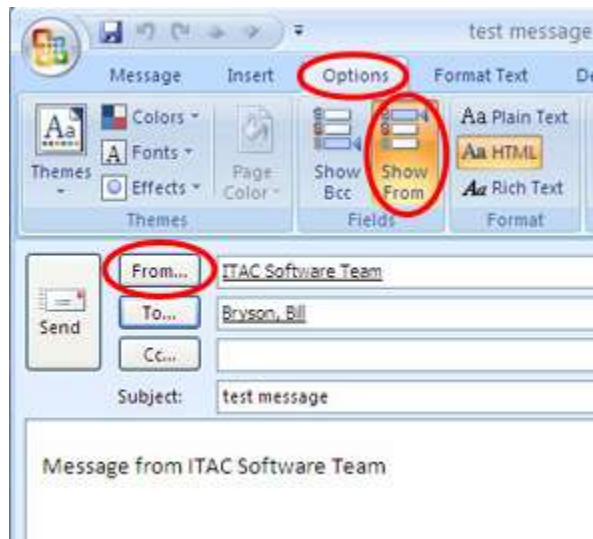 test message
Message Insert Options Format Text
Colors
Fonts
Effects
Themes
Page
Color
Themes
Show
Bcc
Show
From
Fields
Aa Plain Text
Aa HTML
Aa Rich Text
Format
From... ITAC Software Team
To... Bryson, Bill
Cc...
Send
Subject: test message
Message from ITAC Software Team